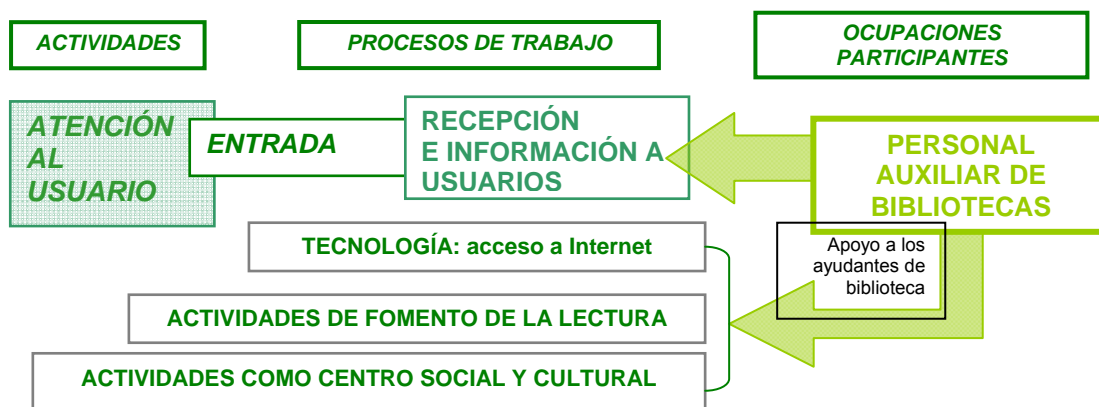 ACTIVIDADES
PROCESOS DE TRABAJO
OCUPACIONES
PARTICIPANTES
ATENCIÓN
AL
USUARIO
ENTRADA
RECEPCIÓN
E INFORMACIÓN A
USUARIOS
PERSONAL
AUXILIAR DE
BIBLIOTECAS
TECNOLOGÍA: acceso a Internet
Apoyo a los
ayudantes de
biblioteca
ACTIVIDADES DE FOMENTO DE LA LECTURA
ACTIVIDADES COMO CENTRO SOCIAL Y CULTURAL